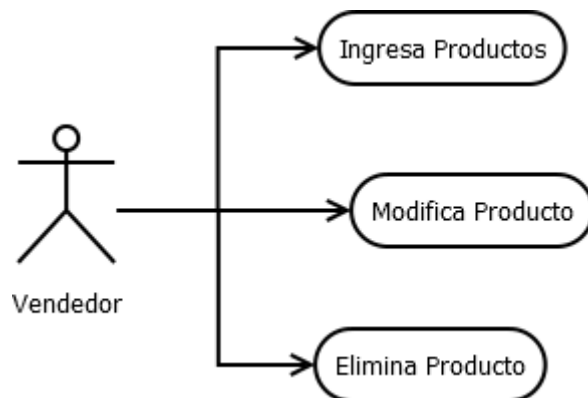 Ingresa Productos
Modifica Producto
Vendedor
Elimina Producto